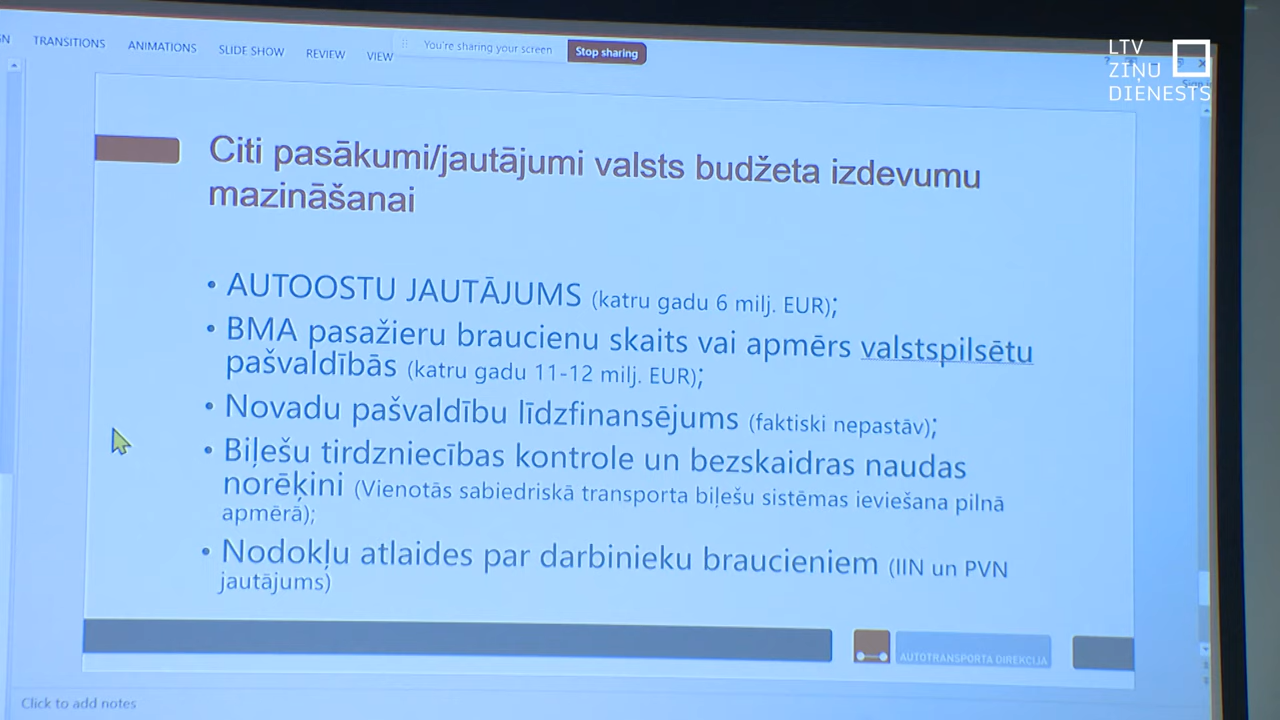 TRANSITIONS ANIMATIONS SLIDE SHOW REVIEW VIEW You're sharing your screen Stop sharing
LTV
ZIŅU
DIENESTS
Citi pasākumi/jautājumi valsts budžeta izdevumu
mazināšanai
• AUTOOSTU JAUTĀJUMS (katru gadu 6 milj. EUR);
• BMA pasažieru braucienu skaits vai apmērs valstspilsētu
pašvaldībās (katru gadu 11-12 milj. EUR);
• Novadu pašvaldību līdzfinansējums (faktiski nepastāv);
• Biļešu tirdzniecības kontrole un bezskaidras naudas
norēķini (Vienotās sabiedriskā transporta biļešu sistēmas ieviešana pilnā
apmērā);
• Nodokļu atlaides par darbinieku braucieniem (IIN un PVN
jautājums)
AUTOTRANSPORTA DIREKCIJA
Click to add notes